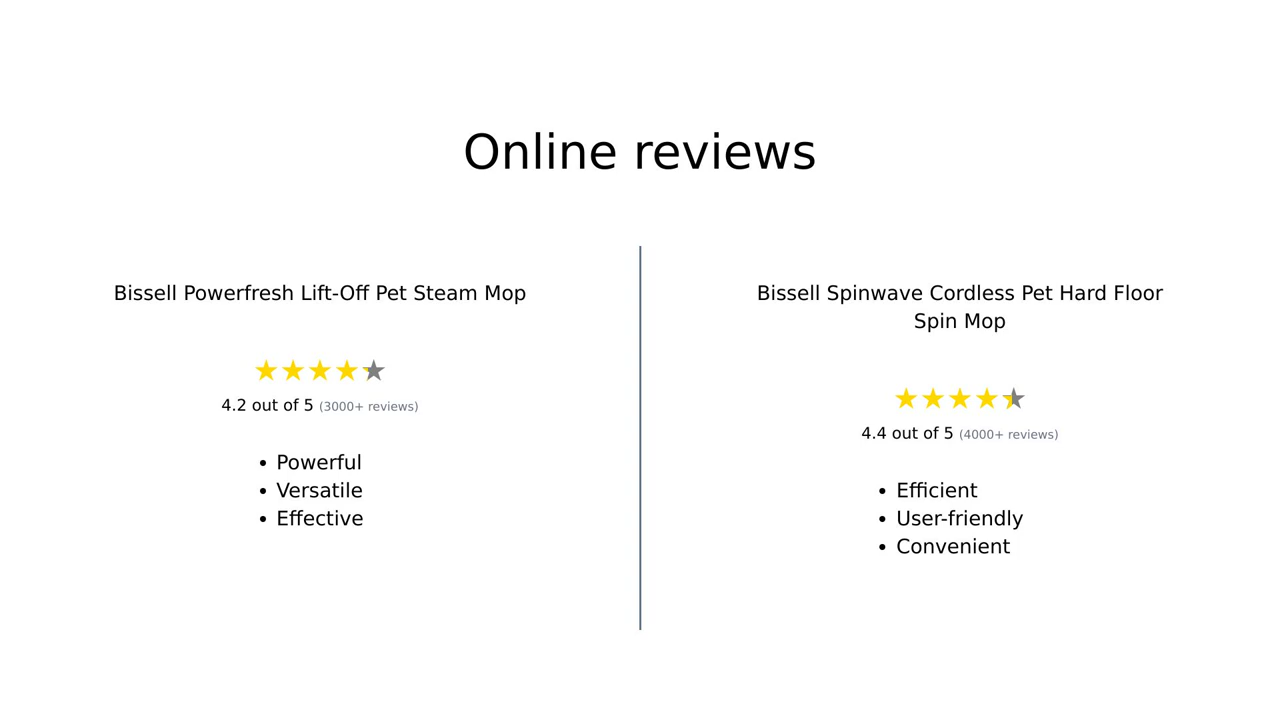 Online reviews
Bissell Powerfresh Lift-Off Pet Steam Mop
4.2 out of 5 (3000+ reviews)
• Powerful
• Versatile
• Effective
Bissell Spinwave Cordless Pet Hard Floor
Spin Mop
4.4 out of 5 (4000+ reviews)
• Efficient
• User-friendly
• Convenient